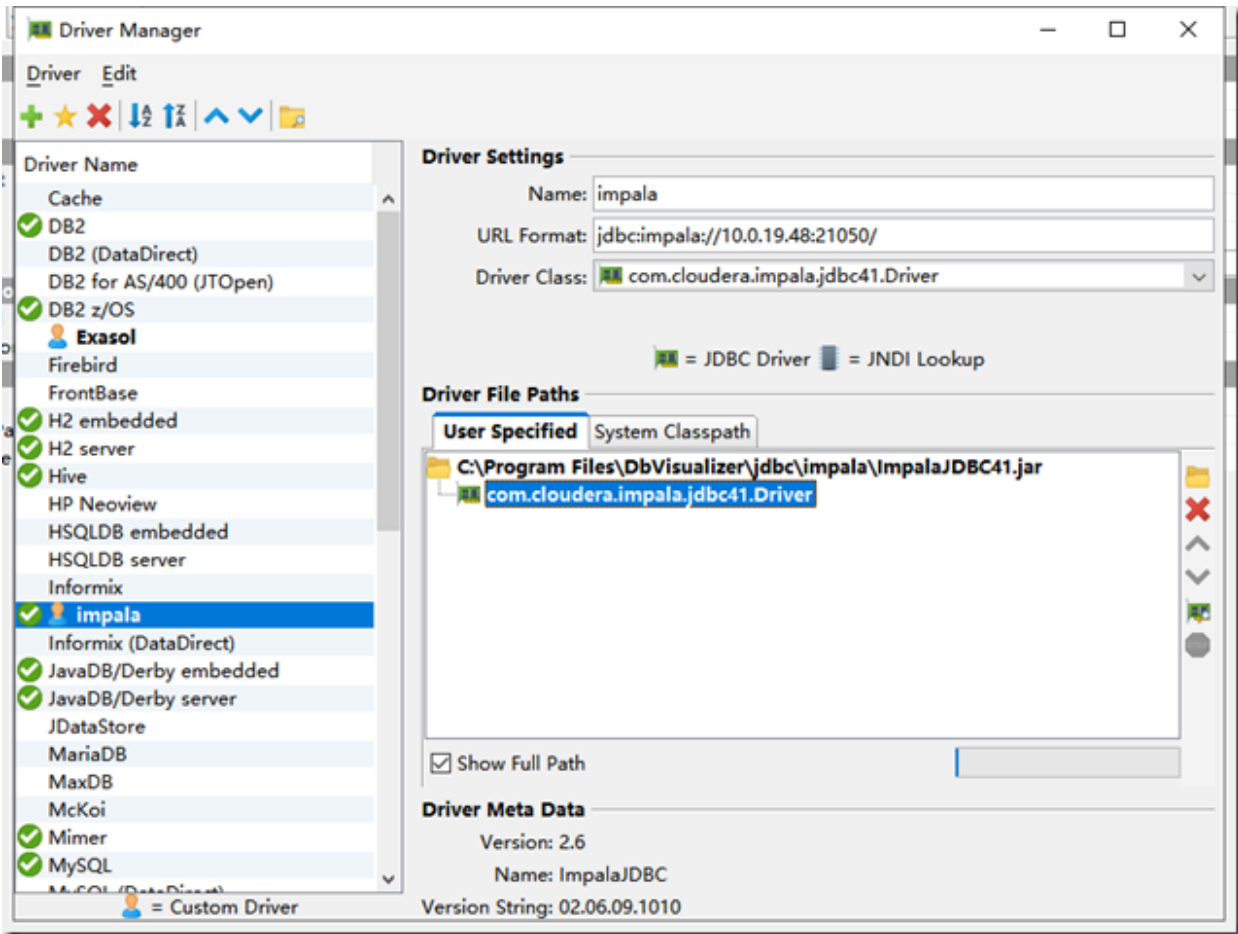 Driver Manager
Driver Edit
Driver Name
Cache
DB2
DB2 (DataDirect)
DB2 for AS/400 (JTOpen)
DB2 z/OS
Exasol
Firebird
FrontBase
H2 embedded
H2 server
Hive
HP Neoview
HSQLDB embedded
HSQLDB server
Informix
impala
Informix (DataDirect)
JavaDB/Derby embedded
JavaDB/Derby server
JDataStore
MariaDB
MaxDB
McKoi
Mimer
MySQL
MySQL (DataDirect)
= Custom Driver
Driver Settings
Name: impala
URL Format: jdbc:impala://10.0.19.48:21050/
Driver Class: com.cloudera.impala.jdbc41.Driver
= JDBC Driver = JNDI Lookup
Driver File Paths
User Specified System Classpath
C:\Program Files\DbVisualizer\jdbc\impala\ImpalaJDBC41.jar
com.cloudera.impala.jdbc41.Driver
Show Full Path
Driver Meta Data
Version: 2.6
Name: ImpalaJDBC
Version String: 02.06.09.1010